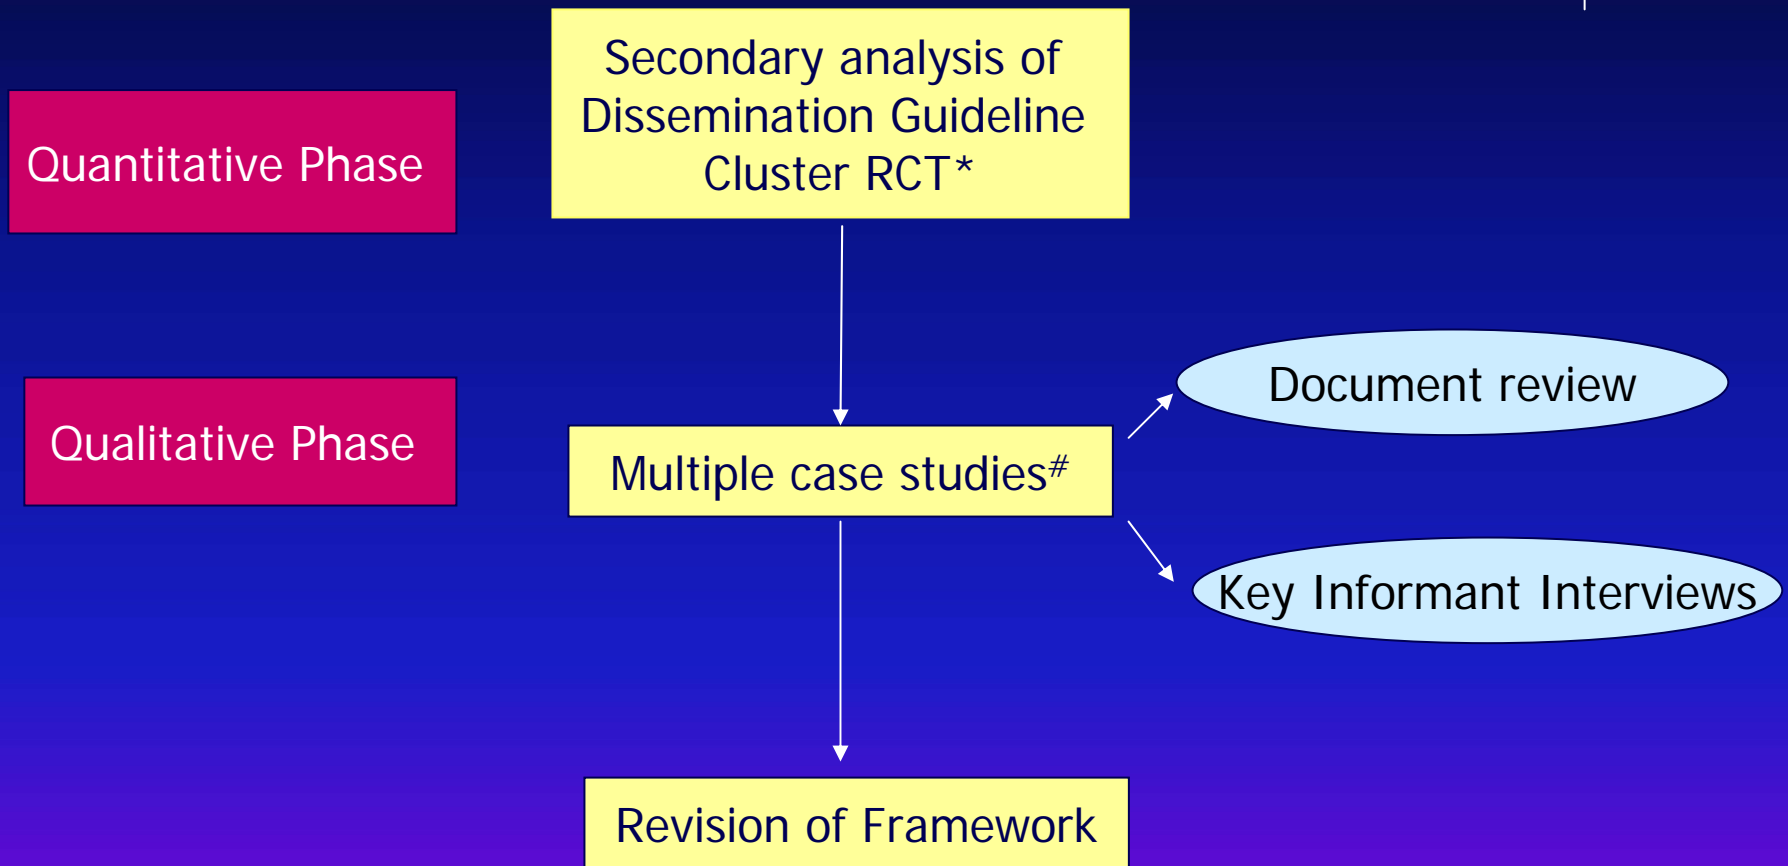 Secondary analysis of
Dissemination Guideline
Cluster RCT*
Quantitative Phase
Document review
Qualitative Phase
Multiple case studies#
Key Informant Interviews
Revision of Framework